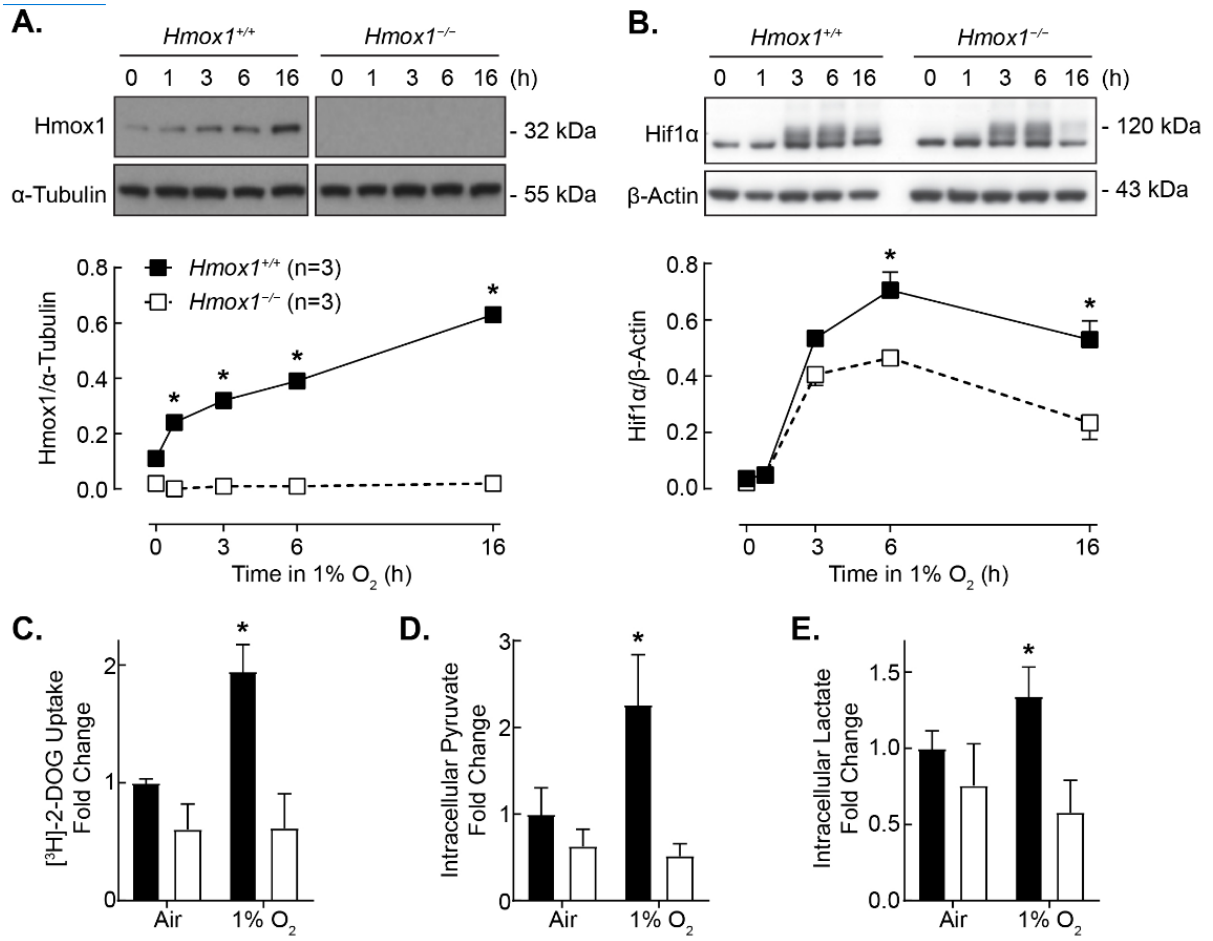 A.
Hmox1+/+ Hmox1−/−
0 1 3 6 16 0 1 3 6 16 (h)
Hmox1 - 32 kDa
α-Tubulin - 55 kDa
Hmox1+/+ (n=3)
Hmox1−/− (n=3)
Hmox1/α-Tubulin
0.8
0.6
0.4
0.2
0.0
* * * *
0 3 6 16
Time in 1% O2 (h)
B.
Hmox1+/+ Hmox1−/−
0 1 3 6 16 0 1 3 6 16 (h)
Hif1α - 120 kDa
β-Actin - 43 kDa
Hif1α/β-Actin
0.8
0.6
0.4
0.2
0.0
* *
0 3 6 16
Time in 1% O2 (h)
C.
[3H]-2-DOG Uptake
Fold Change
2
1
0
*
Air 1% O2
D.
Intracellular Pyruvate
Fold Change
3
2
1
0
*
Air 1% O2
E.
Intracellular Lactate
Fold Change
1.5
1.0
0.5
0.0
*
Air 1% O2